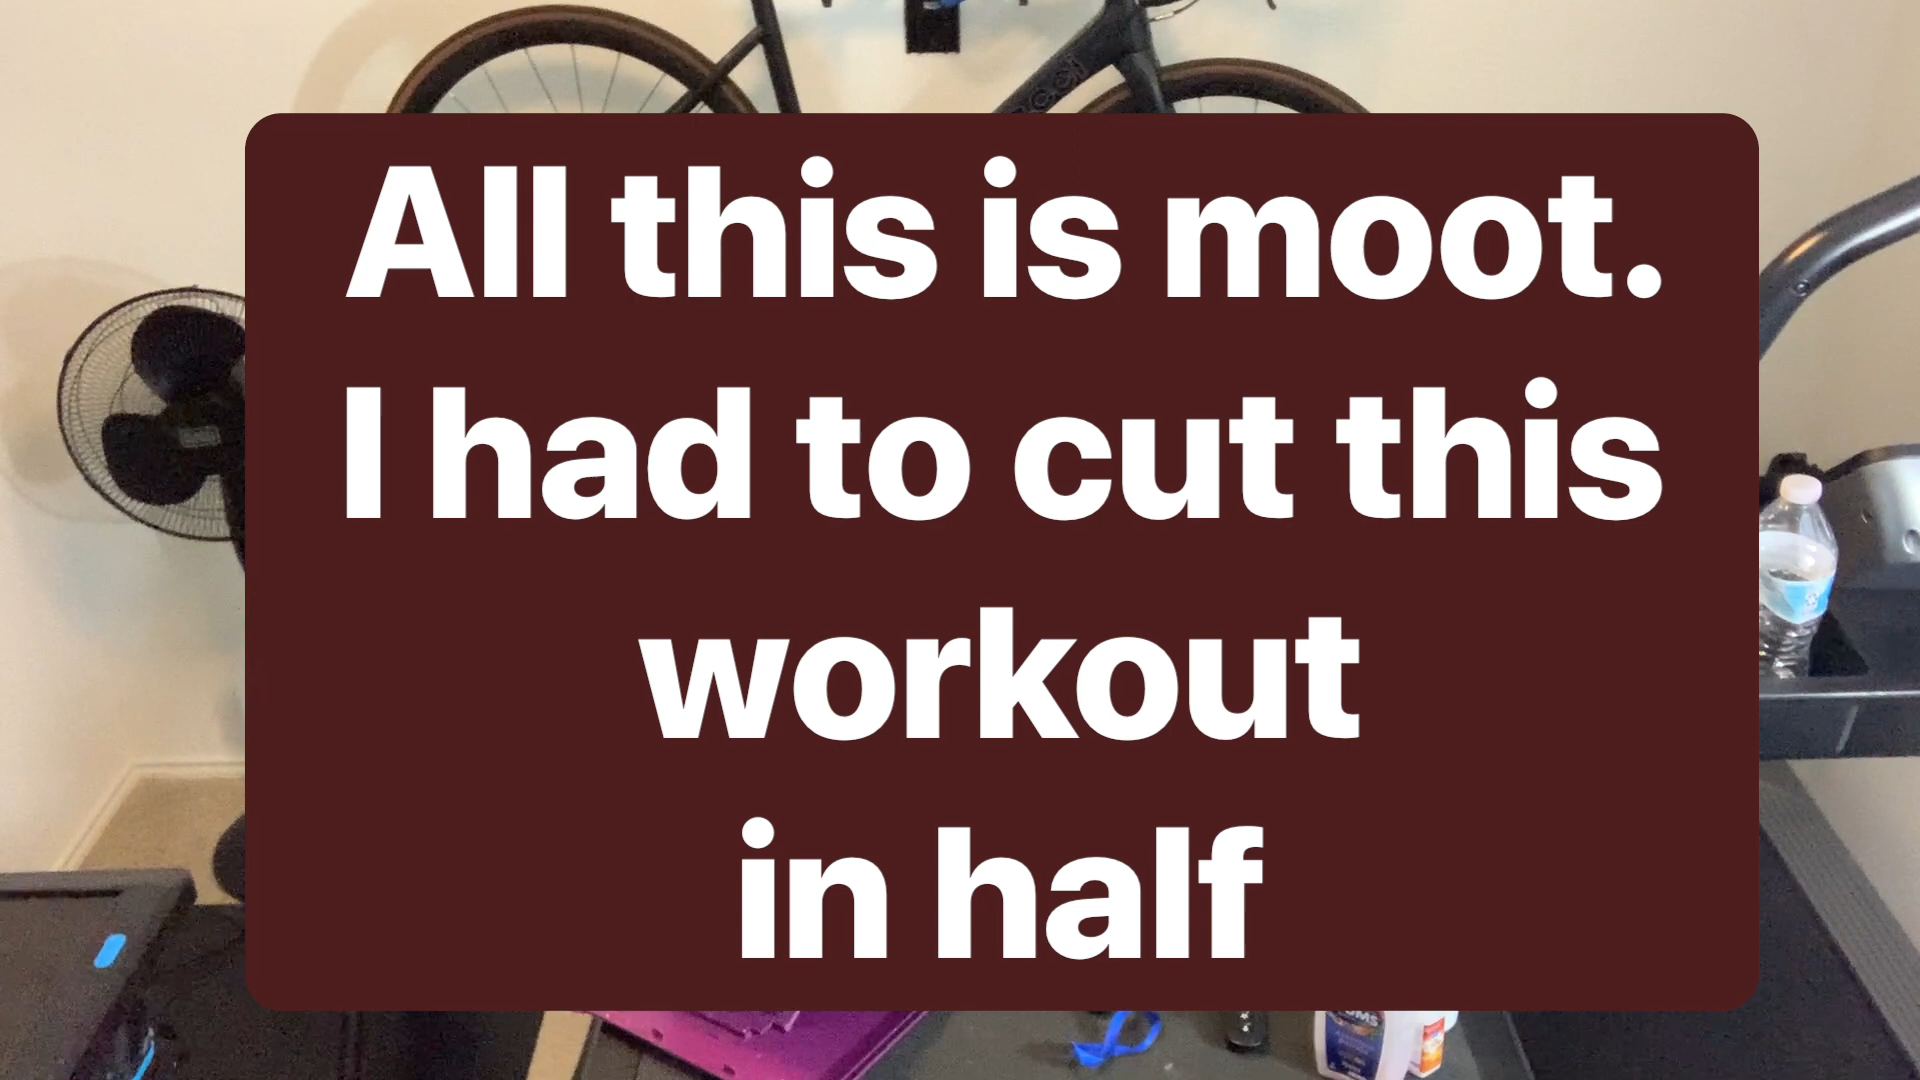 All this is moot.
I had to cut this
workout
in half